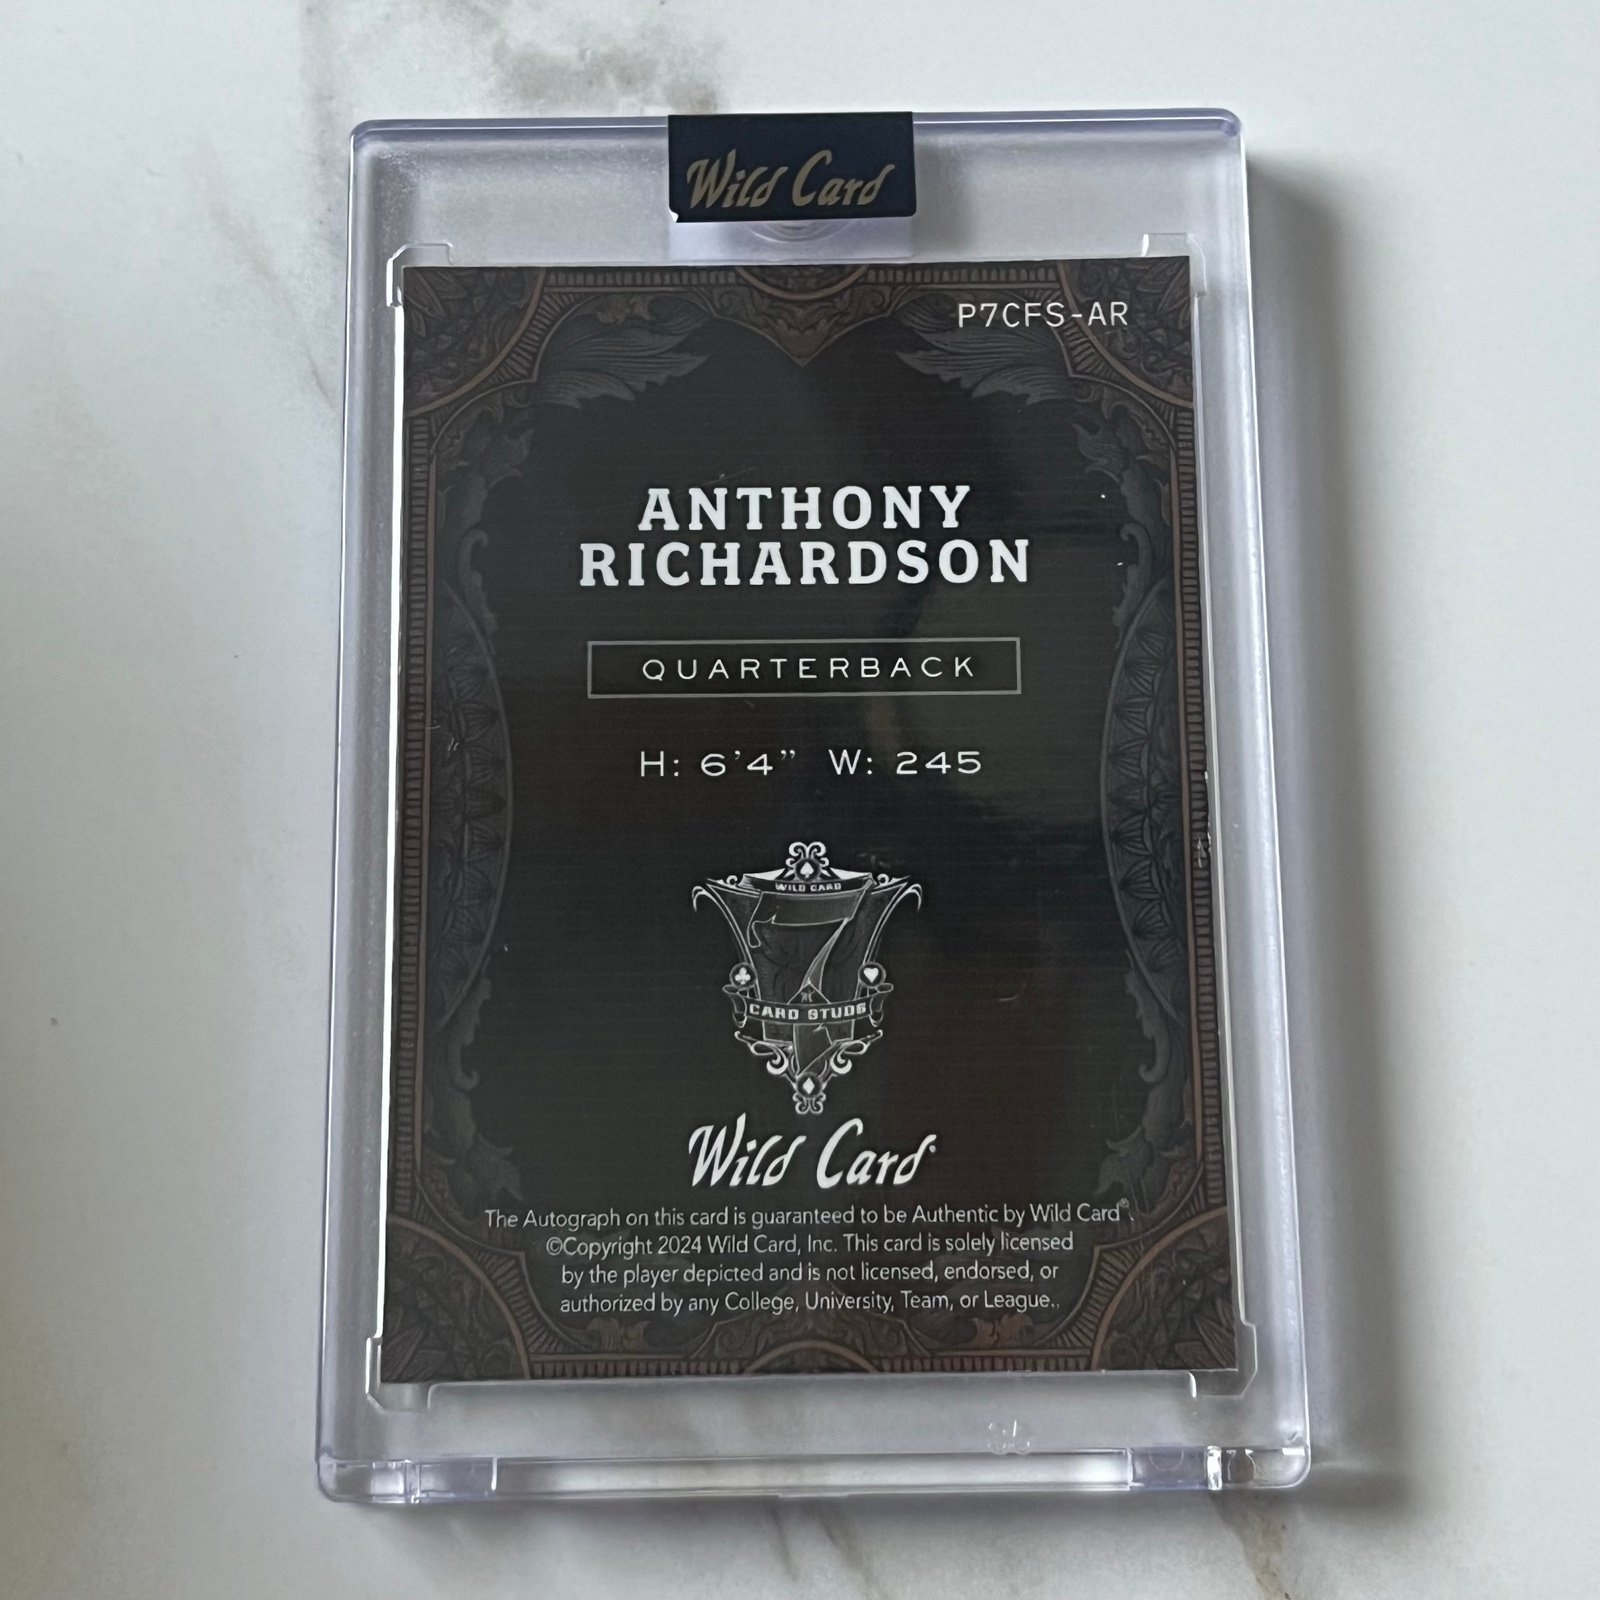 Wild Card
P7CFS-AR
ANTHONY
RICHARDSON
QUARTERBACK
H: 6'4" W: 245
WILD CARD
7
CARD STUDS
Wild Card
The Autograph on this card is guaranteed to be Authentic by Wild Card®.
©Copyright 2024 Wild Card, Inc. This card is solely licensed
by the player depicted and is not licensed, endorsed, or
authorized by any College, University, Team, or League..